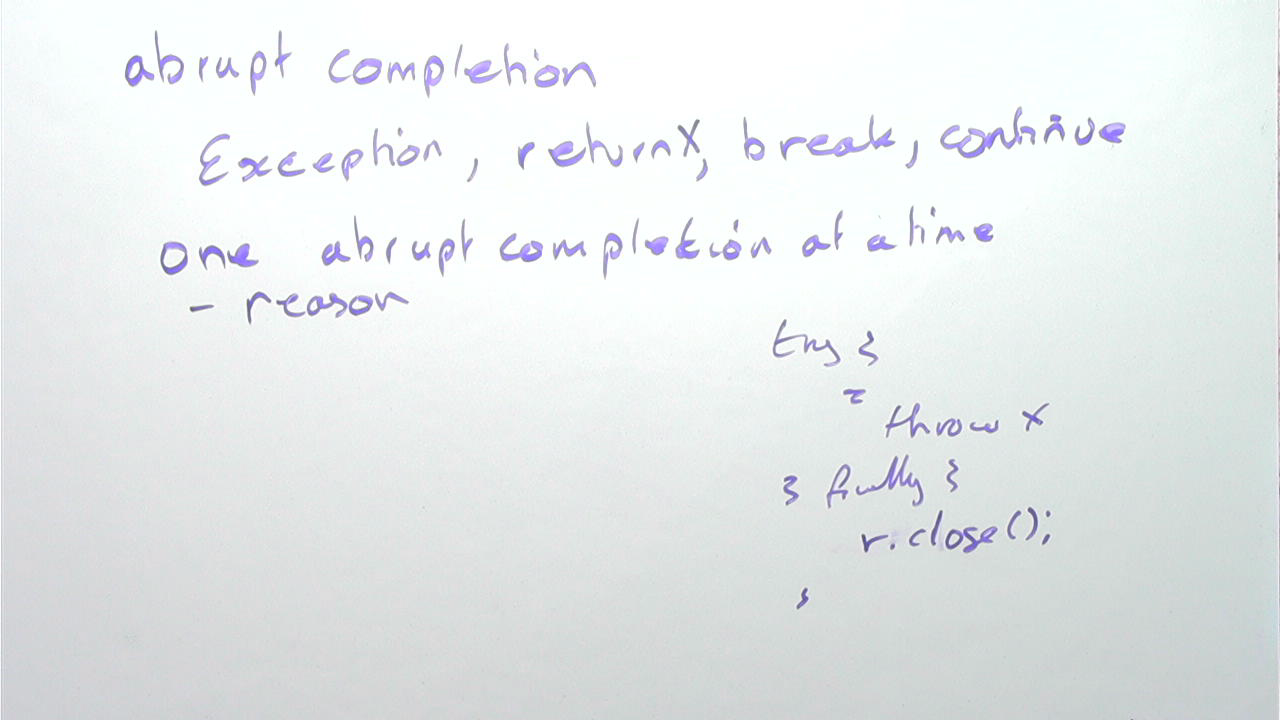 abrupt completion
Exception, return X, break, continue
one abrupt completion at a time
- reason
try {
throw x
} finally {
r.close();
}